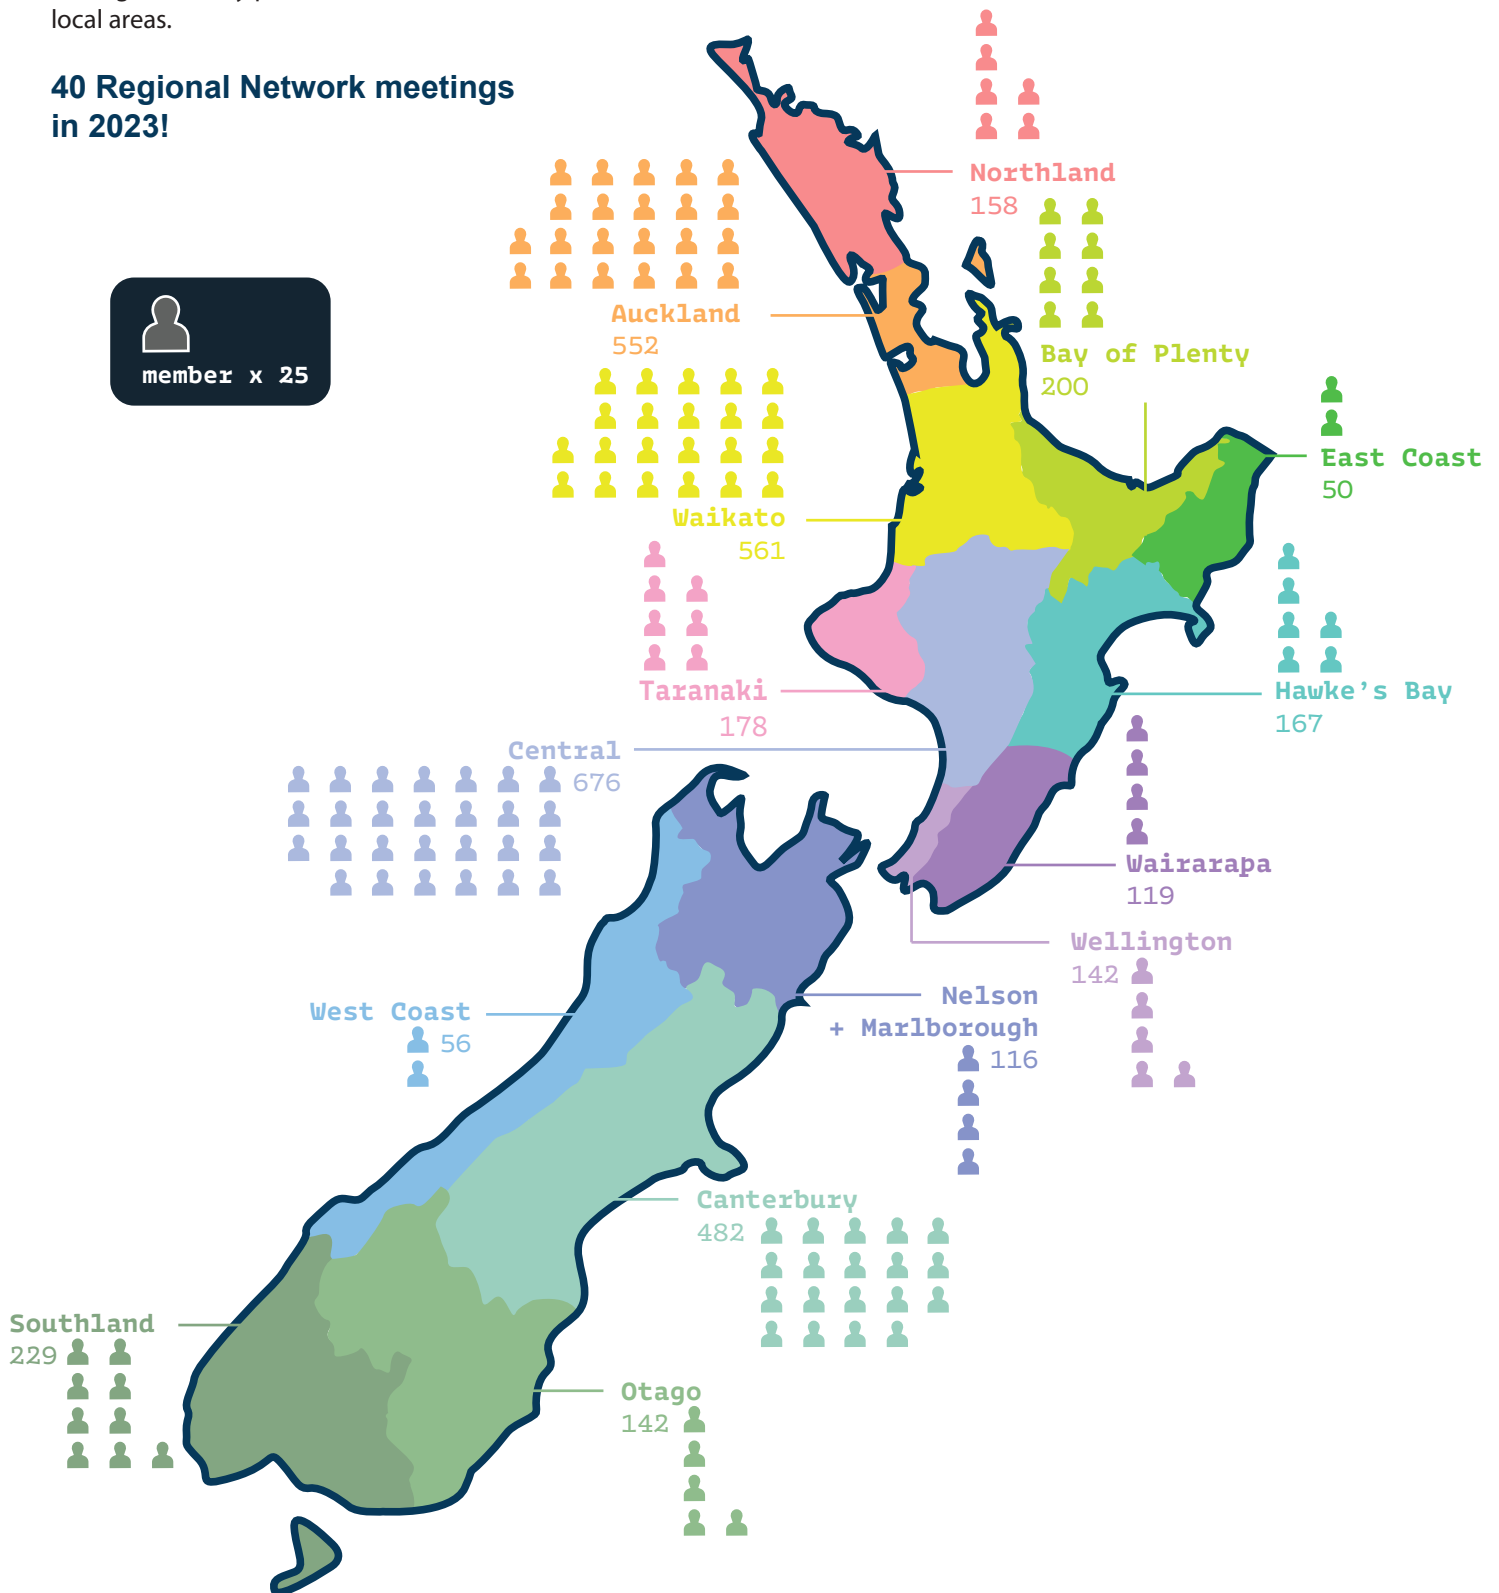 local areas.
40 Regional Network meetings
in 2023!
member x 25
Northland
158
Auckland
552
Bay of Plenty
200
East Coast
50
Waikato
561
Taranaki
178
Hawke's Bay
167
Central
676
Wairarapa
119
Wellington
142
Nelson
+ Marlborough
116
West Coast
56
Canterbury
482
Southland
229
Otago
142